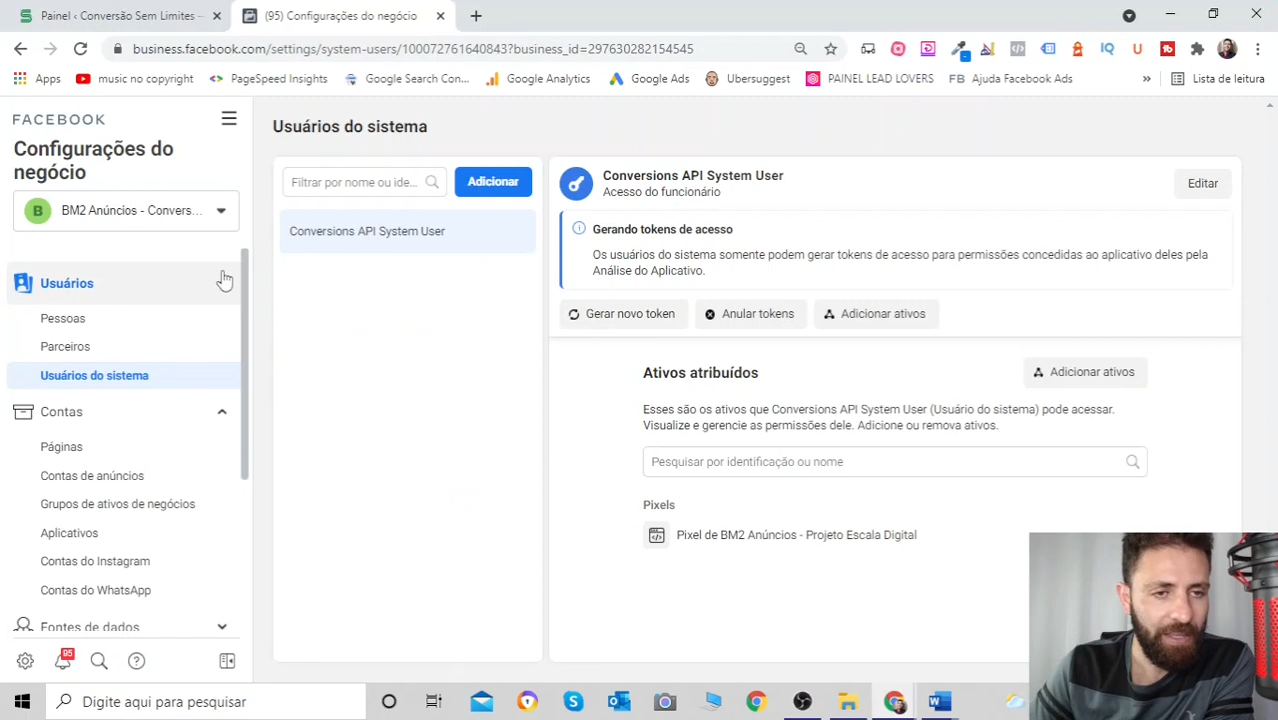 Painel ‹ Conversão Sem Limites —
(95) Configurações do negócio
business.facebook.com/settings/system-users/100072761640843?business_id=297630282154545
Apps
music no copyright
PageSpeed Insights
Google Search Con...
Google Analytics
Google Ads
Ubersuggest
PAINEL LEAD LOVERS
FB Ajuda Facebook Ads
»
Lista de leitura
FACEBOOK
Configurações do
negócio
B BM2 Anúncios - Convers...
Usuários
Pessoas
Parceiros
Usuários do sistema
Contas
Páginas
Contas de anúncios
Grupos de ativos de negócios
Aplicativos
Contas do Instagram
Contas do WhatsApp
Fontes de dados
95
Usuários do sistema
Filtrar por nome ou ide...
Adicionar
Conversions API System User
Conversions API System User
Acesso do funcionário
Editar
Gerando tokens de acesso
Os usuários do sistema somente podem gerar tokens de acesso para permissões concedidas ao aplicativo deles pela
Análise do Aplicativo.
Gerar novo token
Anular tokens
Adicionar ativos
Ativos atribuídos
Adicionar ativos
Esses são os ativos que Conversions API System User (Usuário do sistema) pode acessar.
Visualize e gerencie as permissões dele. Adicione ou remova ativos.
Pesquisar por identificação ou nome
Pixels
Pixel de BM2 Anúncios - Projeto Escala Digital
Digite aqui para pesquisar